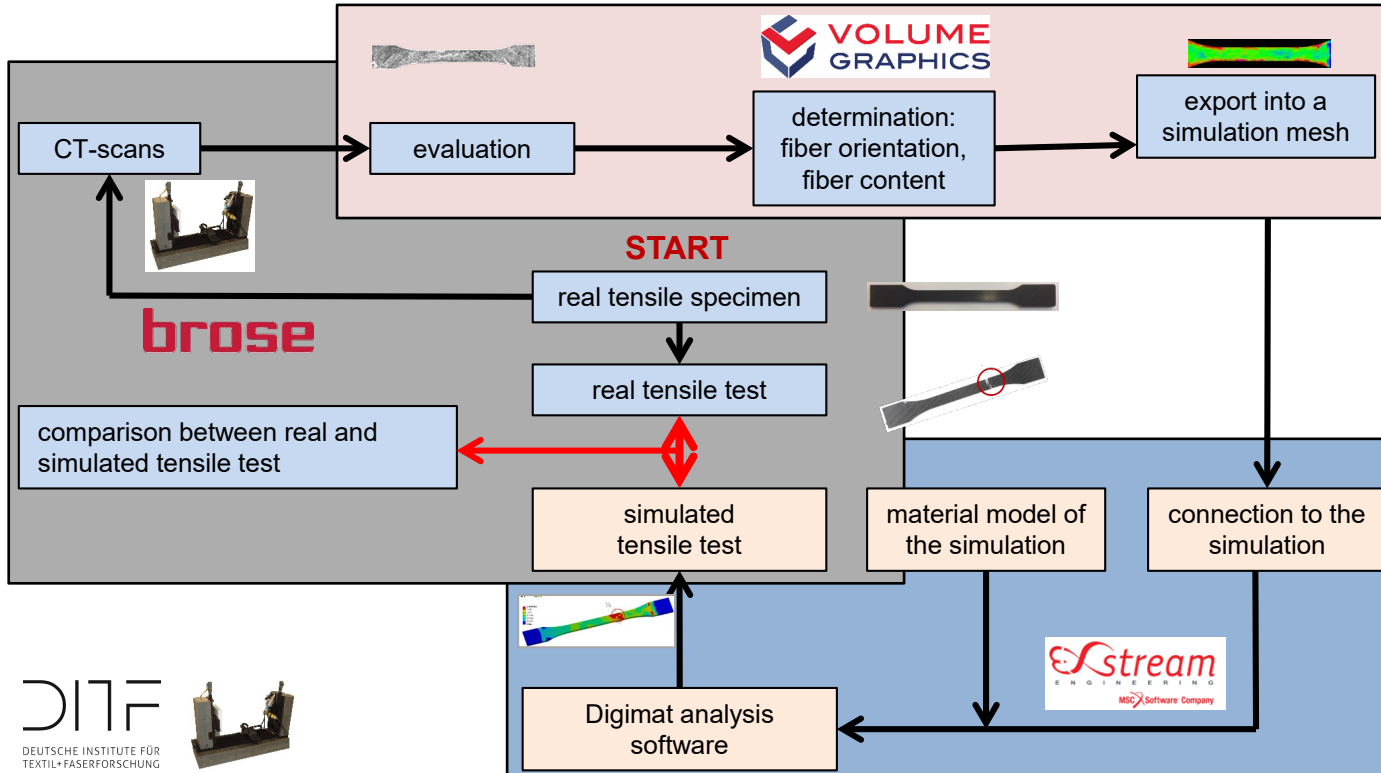 VOLUME
GRAPHICS
CT-scans
evaluation
determination:
fiber orientation,
fiber content
export into a
simulation mesh
START
real tensile specimen
brose
real tensile test
comparison between real and
simulated tensile test
simulated
tensile test
material model of
the simulation
connection to the
simulation
eXstream
ENGINEERING
MSC Software Company
Digimat analysis
software
DITF
DEUTSCHE INSTITUTE FÜR
TEXTIL+FASERFORSCHUNG